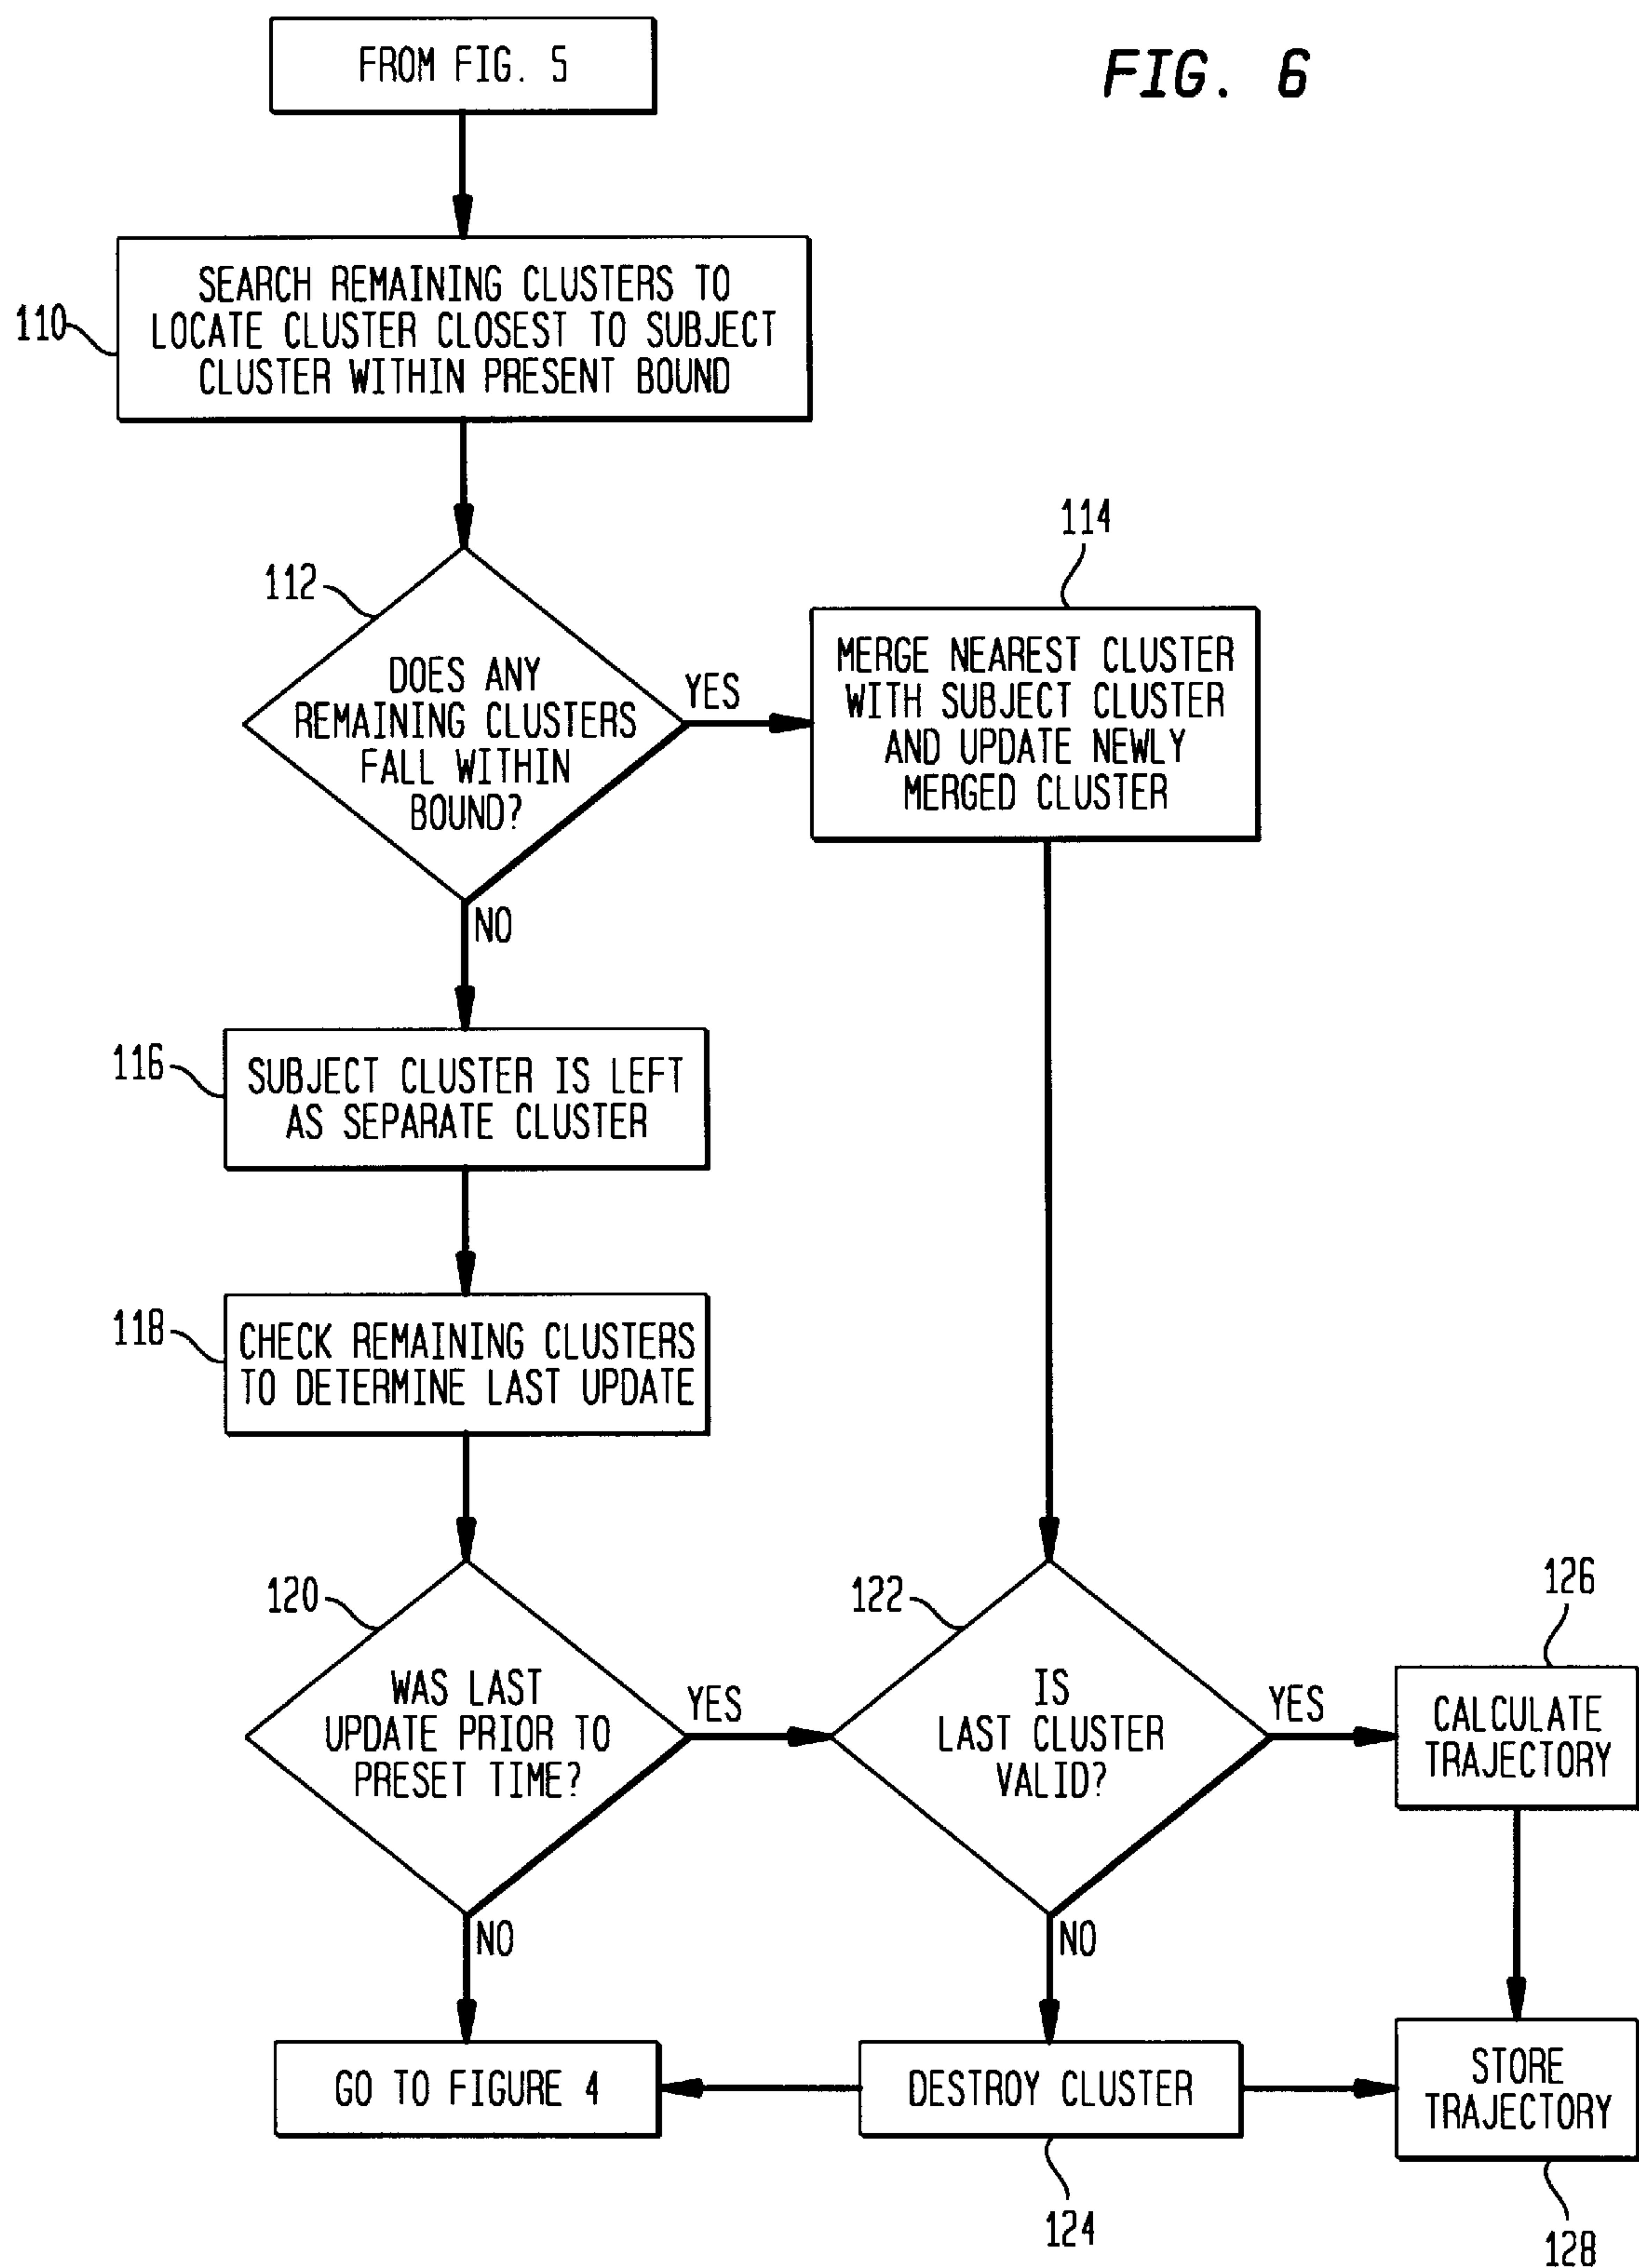 FROM FIG. 5
FIG. 6
110
SEARCH REMAINING CLUSTERS TO
LOCATE CLUSTER CLOSEST TO SUBJECT
CLUSTER WITHIN PRESENT BOUND
112
DOES ANY
REMAINING CLUSTERS
FALL WITHIN
BOUND?
YES
NO
114
MERGE NEAREST CLUSTER
WITH SUBJECT CLUSTER
AND UPDATE NEWLY
MERGED CLUSTER
116
SUBJECT CLUSTER IS LEFT
AS SEPARATE CLUSTER
118
CHECK REMAINING CLUSTERS
TO DETERMINE LAST UPDATE
120
WAS LAST
UPDATE PRIOR TO
PRESET TIME?
YES
NO
122
IS
LAST CLUSTER
VALID?
YES
NO
126
CALCULATE
TRAJECTORY
GO TO FIGURE 4
DESTROY CLUSTER
124
STORE
TRAJECTORY
128